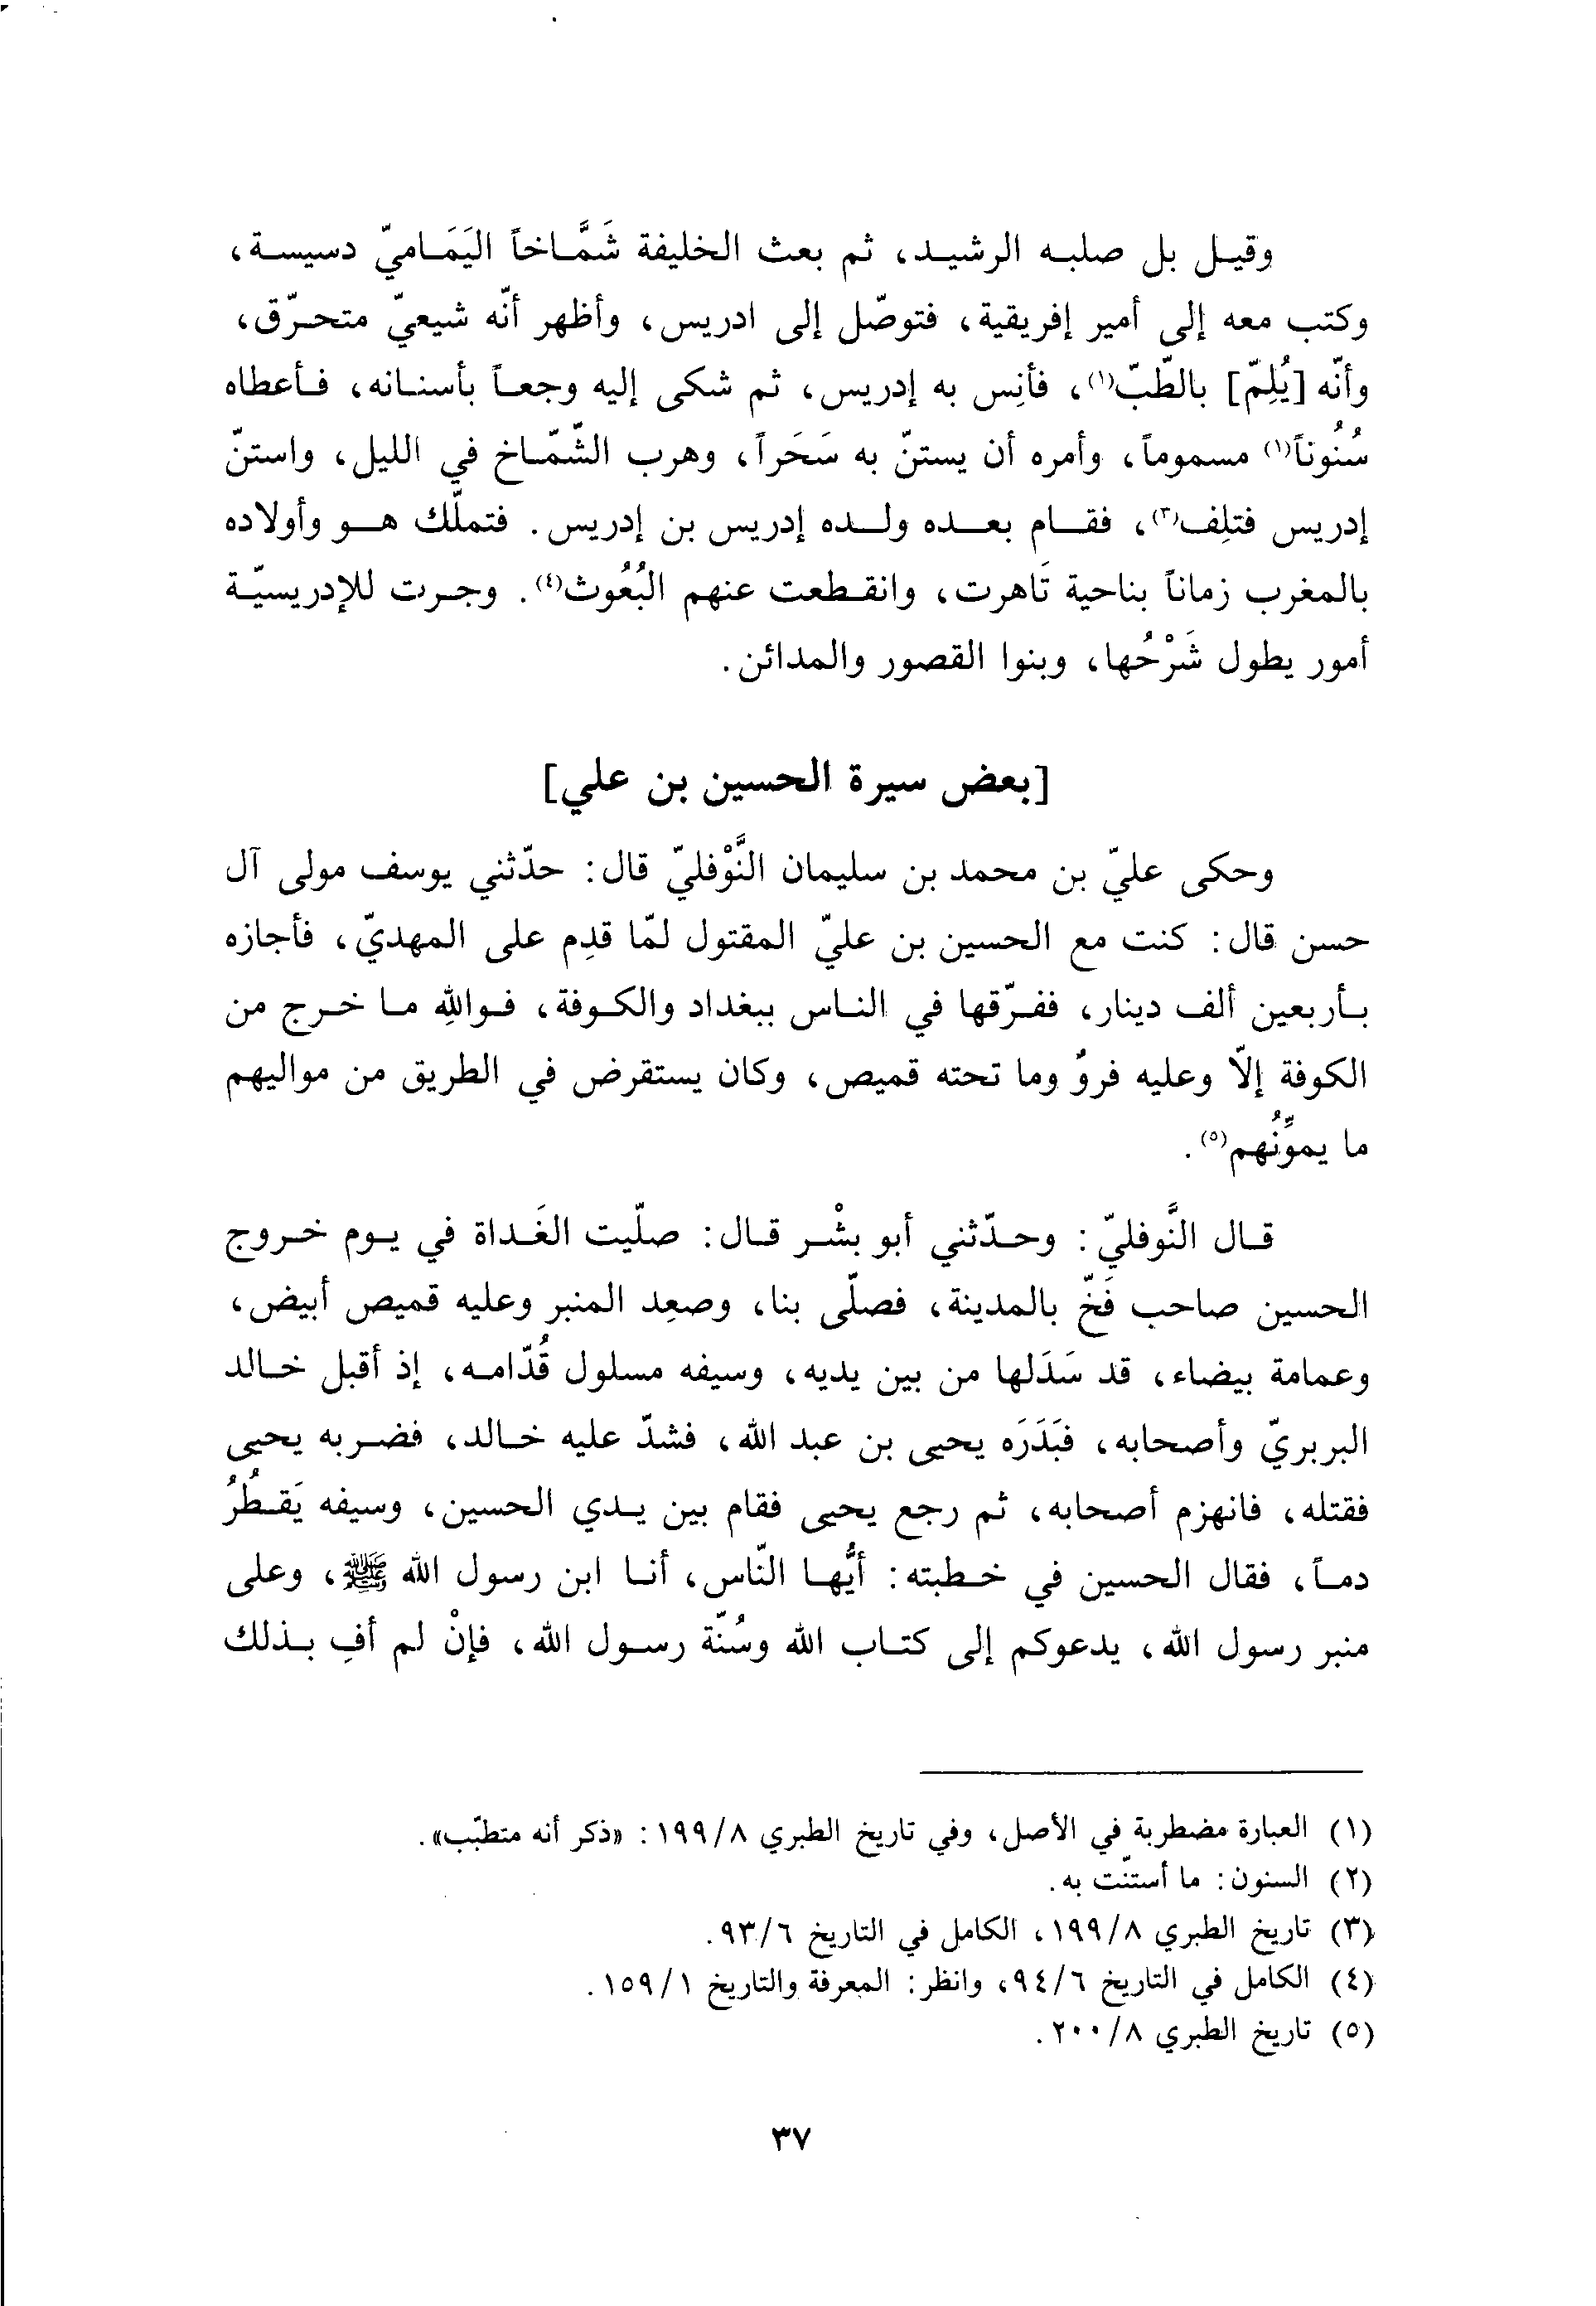 وقيل بل صلبه الرشيد، ثم بعث الخليفة شَمَّاخاً اليَمَاميّ دسيسة،
وكتب معه إلى أمير إفريقية، فتوصّل إلى ادريس، وأظهر أنّه شيعيّ متحرّق،
وأنّه [يُلِمّ] بالطّبّ(١)، فأنِس به إدريس، ثم شكى إليه وجعاً بأسنانه، فأعطاه
سُنُوناً(١) مسموماً، وأمره أن يستنّ به سَحَراً، وهرب الشّمّاخ في الليل، واستنّ
إدريس فتلِف(٣)، فقام بعده ولده إدريس بن إدريس. فتملّك هو وأولاده
بالمغرب زماناً بناحية تَاهرت، وانقطعت عنهم البُعُوث(٤). وجرت للإدريسيّة
أمور يطول شَرْحُها، وبنوا القصور والمدائن.
[بعض سيرة الحسين بن علي]
وحكى عليّ بن محمد بن سليمان النَّوْفليّ قال: حدّثني يوسف مولى آل
حسن قال: كنت مع الحسين بن عليّ المقتول لمّا قدِم على المهديّ، فأجازه
بأربعين ألف دينار، ففرّقها في الناس ببغداد والكوفة، فواللهِ ما خرج من
الكوفة إلّا وعليه فروٌ وما تحته قميص، وكان يستقرض في الطريق من مواليهم
ما يموِّنُهم(٥).
قال النَّوفليّ: وحدّثني أبو بشْر قال: صلّيت الغَداة في يوم خروج
الحسين صاحب فَخّ بالمدينة، فصلّى بنا، وصعِد المنبر وعليه قميص أبيض،
وعمامة بيضاء، قد سَدَلها من بين يديه، وسيفه مسلول قُدّامه، إذ أقبل خالد
البربريّ وأصحابه، فبَدَرَه يحيى بن عبد الله، فشدّ عليه خالد، فضربه يحيى
فقتله، فانهزم أصحابه، ثم رجع يحيى فقام بين يدي الحسين، وسيفه يَقطُرُ
دماً، فقال الحسين في خطبته: أيُّها النّاس، أنا ابن رسول الله ﷺ، وعلى
منبر رسول الله، يدعوكم إلى كتاب الله وسُنّة رسول الله، فإنْ لم أفِ بذلك
(١) العبارة مضطربة في الأصل، وفي تاريخ الطبري ١٩٩/٨: «ذكر أنه متطبّب».
(٢) السنون: ما أستنّت به.
(٣) تاريخ الطبري ١٩٩/٨، الكامل في التاريخ ٩٣/٦.
(٤) الكامل في التاريخ ٩٤/٦، وانظر: المعرفة والتاريخ ١٥٩/١.
(٥) تاريخ الطبري ٢٠٠/٨.
٣٧